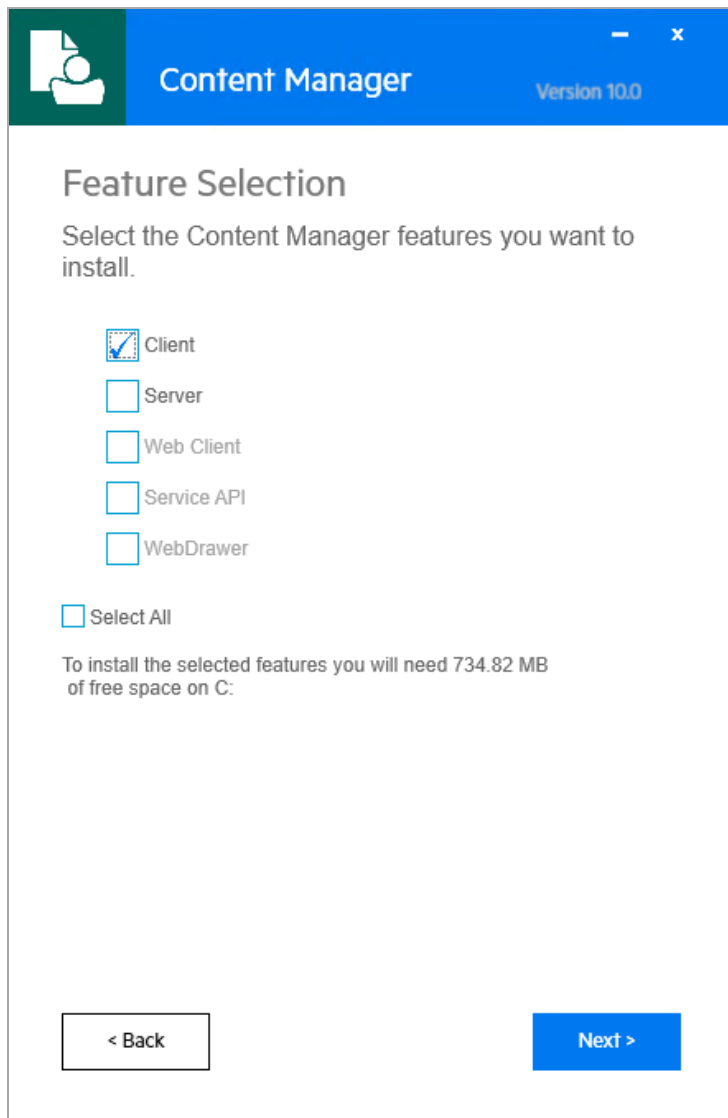 Content Manager
Version 10.0
Feature Selection
Select the Content Manager features you want to
install.
Client
Server
Web Client
Service API
WebDrawer
Select All
To install the selected features you will need 734.82 MB
of free space on C:
< Back
Next >